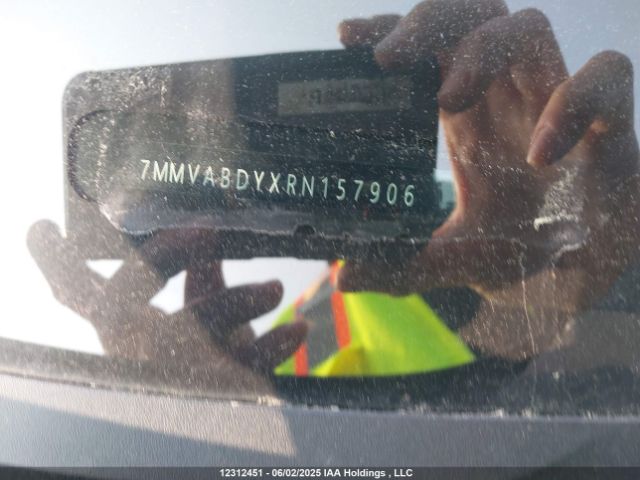 7MMVABDYXRN157906
12312451 - 06/02/2025 IAA Holdings , LLC